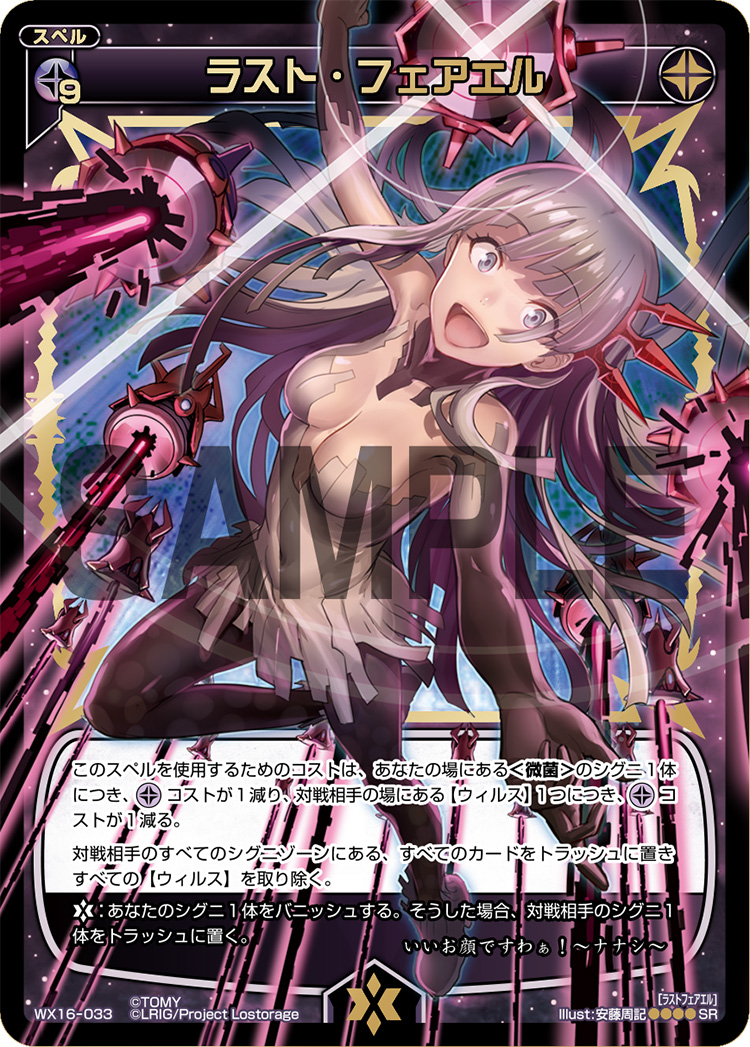 スペル
9
ラスト・フェアエル
SAMPLE
このスペルを使用するためのコストは、あなたの場にある＜微菌＞のシグニ１体
につき、コストが１減り、対戦相手の場にある【ウィルス】１つにつき、コ
ストが１減る。
対戦相手のすべてのシグニゾーンにある、すべてのカードをトラッシュに置き
すべての【ウィルス】を取り除く。
：あなたのシグニ１体をバニッシュする。そうした場合、対戦相手のシグニ１
体をトラッシュに置く。
いいお顔ですわぁ！～ナナシ～
[ラストフェアエル]
WX16-033 ©TOMY
©LRIG/Project Lostorage
Illust:安藤周記 SR